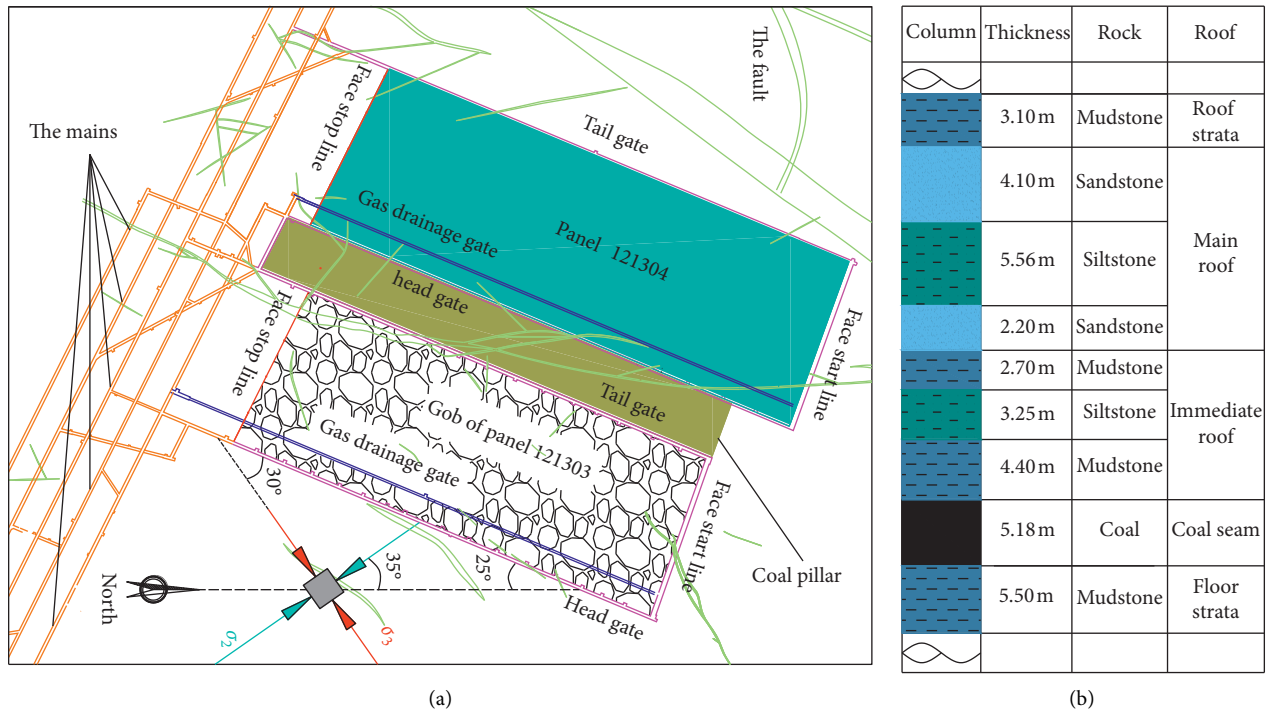 The mains
Face stop line
The fault
Tail gate
Gas drainage gate
Panel 121304
head gate
Face stop line
Face start line
Tail gate
Gob of panel 121303
Gas drainage gate
30°
Face start line
35°
25°
Coal pillar
North
σ2
σ3
Head gate
(a)
Column Thickness Rock Roof
3.10 m Mudstone Roof strata
4.10 m Sandstone
5.56 m Siltstone Main roof
2.20 m Sandstone
2.70 m Mudstone
3.25 m Siltstone Immediate roof
4.40 m Mudstone
5.18 m Coal Coal seam
5.50 m Mudstone Floor strata
(b)